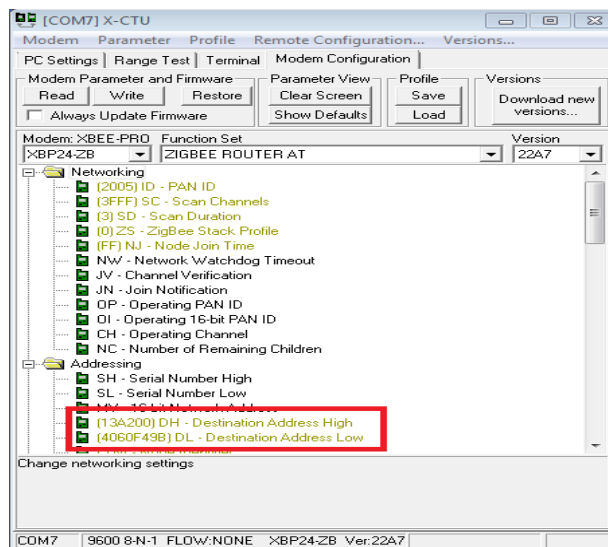 [COM7] X-CTU
Modem Parameter Profile Remote Configuration... Versions...
PC Settings Range Test Terminal Modem Configuration
Modem Parameter and Firmware Parameter View Profile Versions
Read Write Restore Clear Screen Save Download new versions...
Always Update Firmware Show Defaults Load
Modem: XBEE-PRO Function Set Version
XBP24-ZB ZIGBEE ROUTER AT 22A7
Networking
(2005) ID - PAN ID
(3FFF) SC - Scan Channels
(3) SD - Scan Duration
(0) ZS - ZigBee Stack Profile
(FF) NJ - Node Join Time
NW - Network Watchdog Timeout
JV - Channel Verification
JN - Join Notification
OP - Operating PAN ID
OI - Operating 16-bit PAN ID
CH - Operating Channel
NC - Number of Remaining Children
Addressing
SH - Serial Number High
SL - Serial Number Low
MY - 16-bit Network Address
(13A200) DH - Destination Address High
(4060F49B) DL - Destination Address Low
Change networking settings
COM7 9600 8-N-1 FLOW:NONE XBP24-ZB Ver:22A7